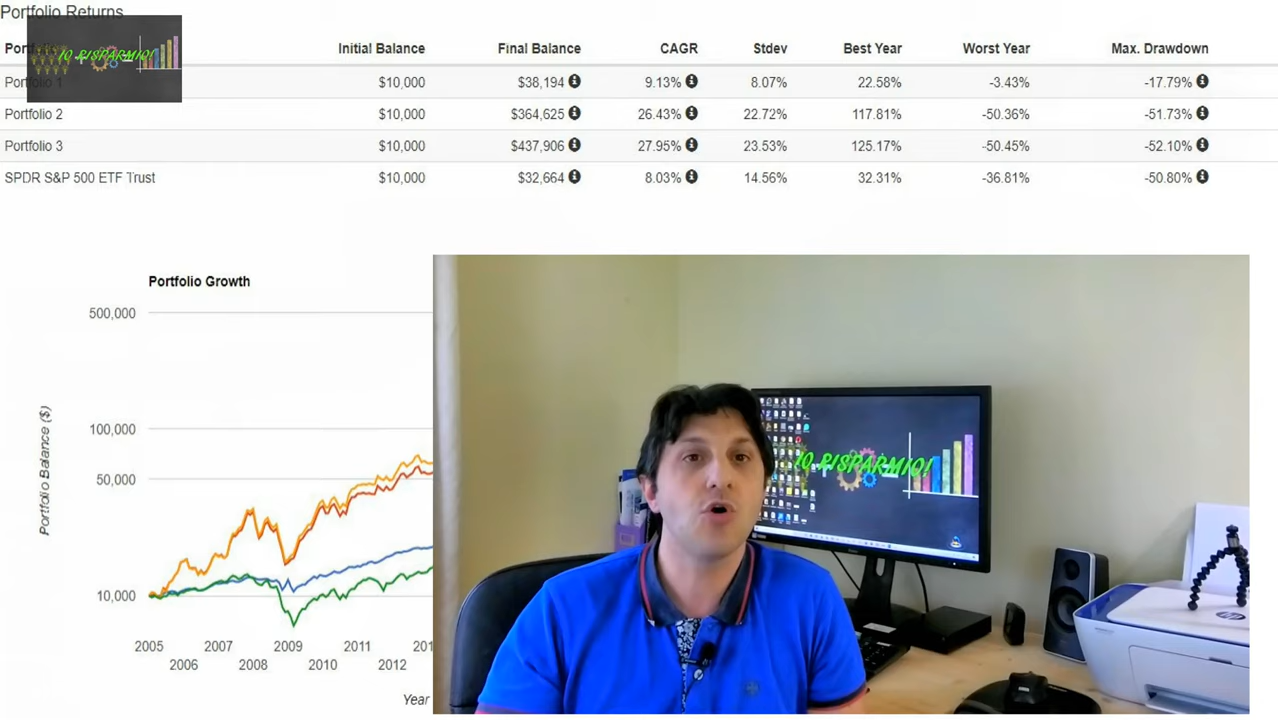 Portfolio Returns
Initial Balance Final Balance CAGR Stdev Best Year Worst Year Max. Drawdown
IO RISPARMIO!
Portfolio 1 $10,000 $38,194 9.13% 8.07% 22.58% -3.43% -17.79%
Portfolio 2 $10,000 $364,625 26.43% 22.72% 117.81% -50.36% -51.73%
Portfolio 3 $10,000 $437,906 27.95% 23.53% 125.17% -50.45% -52.10%
SPDR S&P 500 ETF Trust $10,000 $32,664 8.03% 14.56% 32.31% -36.81% -50.80%
Portfolio Growth
500,000
100,000
50,000
10,000
Portfolio Balance ($)
2005 2007 2009 2011
2006 2008 2010 2012
Year
IO RISPARMIO!
hp